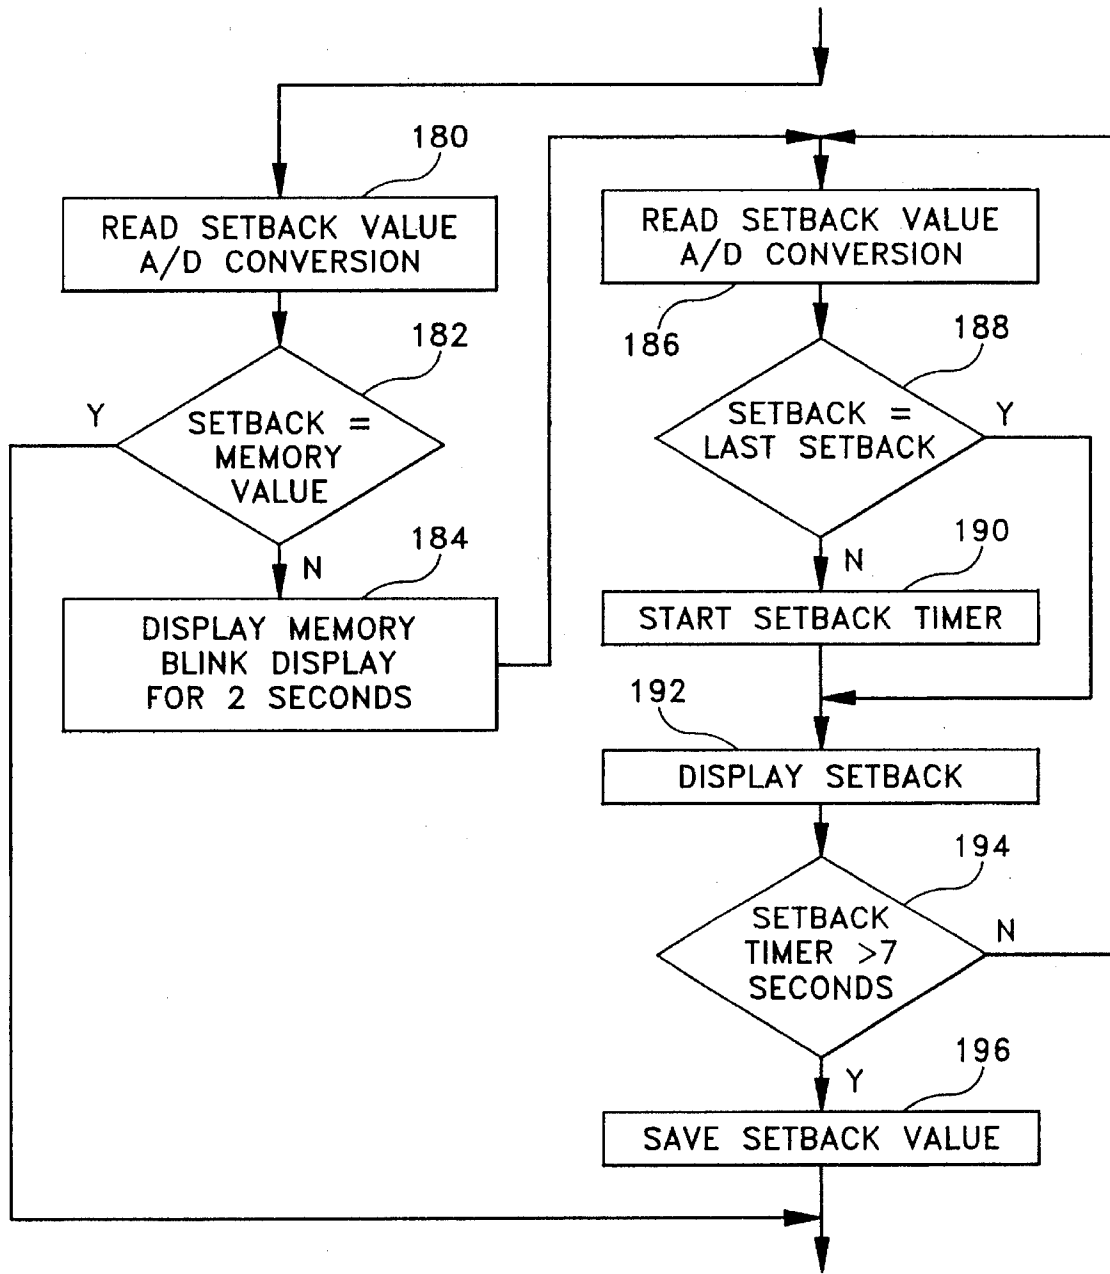 180
READ SETBACK VALUE
A/D CONVERSION
182
Y
SETBACK =
MEMORY
VALUE
N
184
DISPLAY MEMORY
BLINK DISPLAY
FOR 2 SECONDS
READ SETBACK VALUE
A/D CONVERSION
186
188
SETBACK =
LAST SETBACK
Y
N
190
START SETBACK TIMER
192
DISPLAY SETBACK
194
SETBACK
TIMER >7
SECONDS
N
Y
196
SAVE SETBACK VALUE